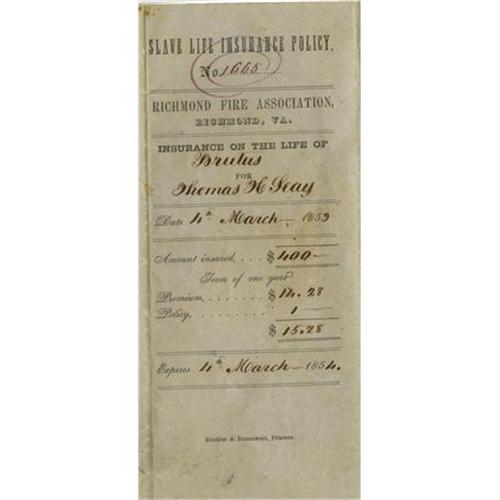 SLAVE LIFE INSURANCE POLICY.
No. 1665
RICHMOND FIRE ASSOCIATION,
RICHMOND, VA.
INSURANCE ON THE LIFE OF
Brutus
FOR
Thomas H Seay
Date 4th March 1853
Amount insured, . . . $ 400
Term of one year
Premium, . . . . . . . $ 14.28
Policy, . . . . . . . . 1
$ 15.28
Expires 4th March 1854.
Printers.